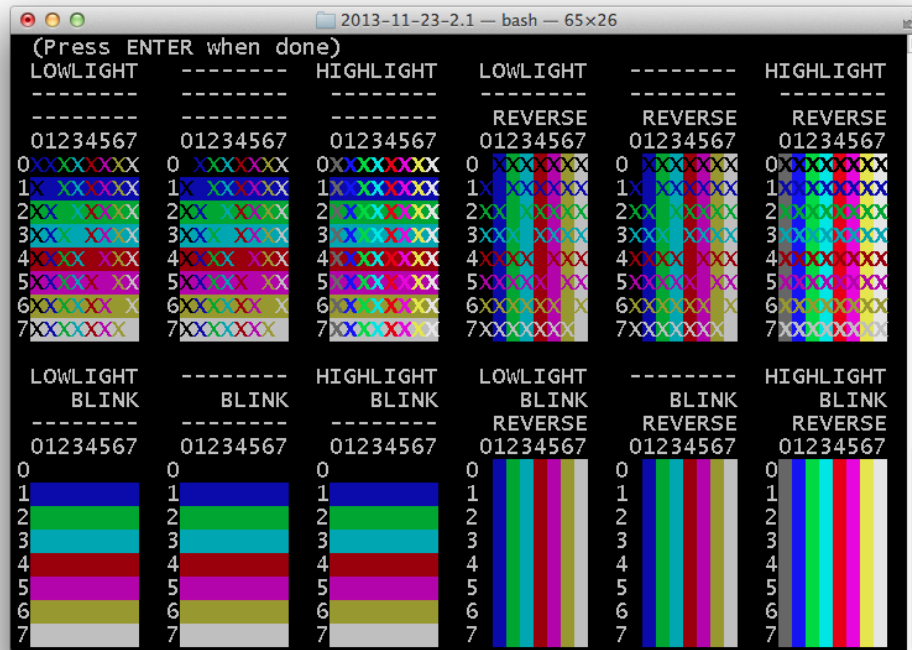 2013-11-23-2.1 — bash — 65×26
(Press ENTER when done)
LOWLIGHT -------- HIGHLIGHT LOWLIGHT -------- HIGHLIGHT
-------- -------- -------- -------- -------- --------
-------- -------- -------- REVERSE REVERSE REVERSE
01234567 01234567 01234567 01234567 01234567 01234567
0 XXXXXXX 0 XXXXXXX 0XXXXXXXX 0 XXXXXXX 0 XXXXXXX 0XXXXXXXX
1X XXXXXX 1X XXXXXX 1XXXXXXXX 1X XXXXXX 1X XXXXXX 1XXXXXXXX
2XX XXXXX 2XX XXXXX 2XXXXXXXX 2XX XXXXX 2XX XXXXX 2XXXXXXXX
3XXX XXXX 3XXX XXXX 3XXXXXXXX 3XXX XXXX 3XXX XXXX 3XXXXXXXX
4XXXX XXX 4XXXX XXX 4XXXXXXXX 4XXXX XXX 4XXXX XXX 4XXXXXXXX
5XXXXX XX 5XXXXX XX 5XXXXXXXX 5XXXXX XX 5XXXXX XX 5XXXXXXXX
6XXXXXX X 6XXXXXX X 6XXXXXXXX 6XXXXXX X 6XXXXXX X 6XXXXXXXX
7XXXXXXX 7XXXXXXX 7XXXXXXXX 7XXXXXXX 7XXXXXXX 7XXXXXXXX
LOWLIGHT -------- HIGHLIGHT LOWLIGHT -------- HIGHLIGHT
BLINK BLINK BLINK BLINK BLINK BLINK
-------- -------- -------- REVERSE REVERSE REVERSE
01234567 01234567 01234567 01234567 01234567 01234567
0 0 0 0 0 0
1 1 1 1 1 1
2 2 2 2 2 2
3 3 3 3 3 3
4 4 4 4 4 4
5 5 5 5 5 5
6 6 6 6 6 6
7 7 7 7 7 7